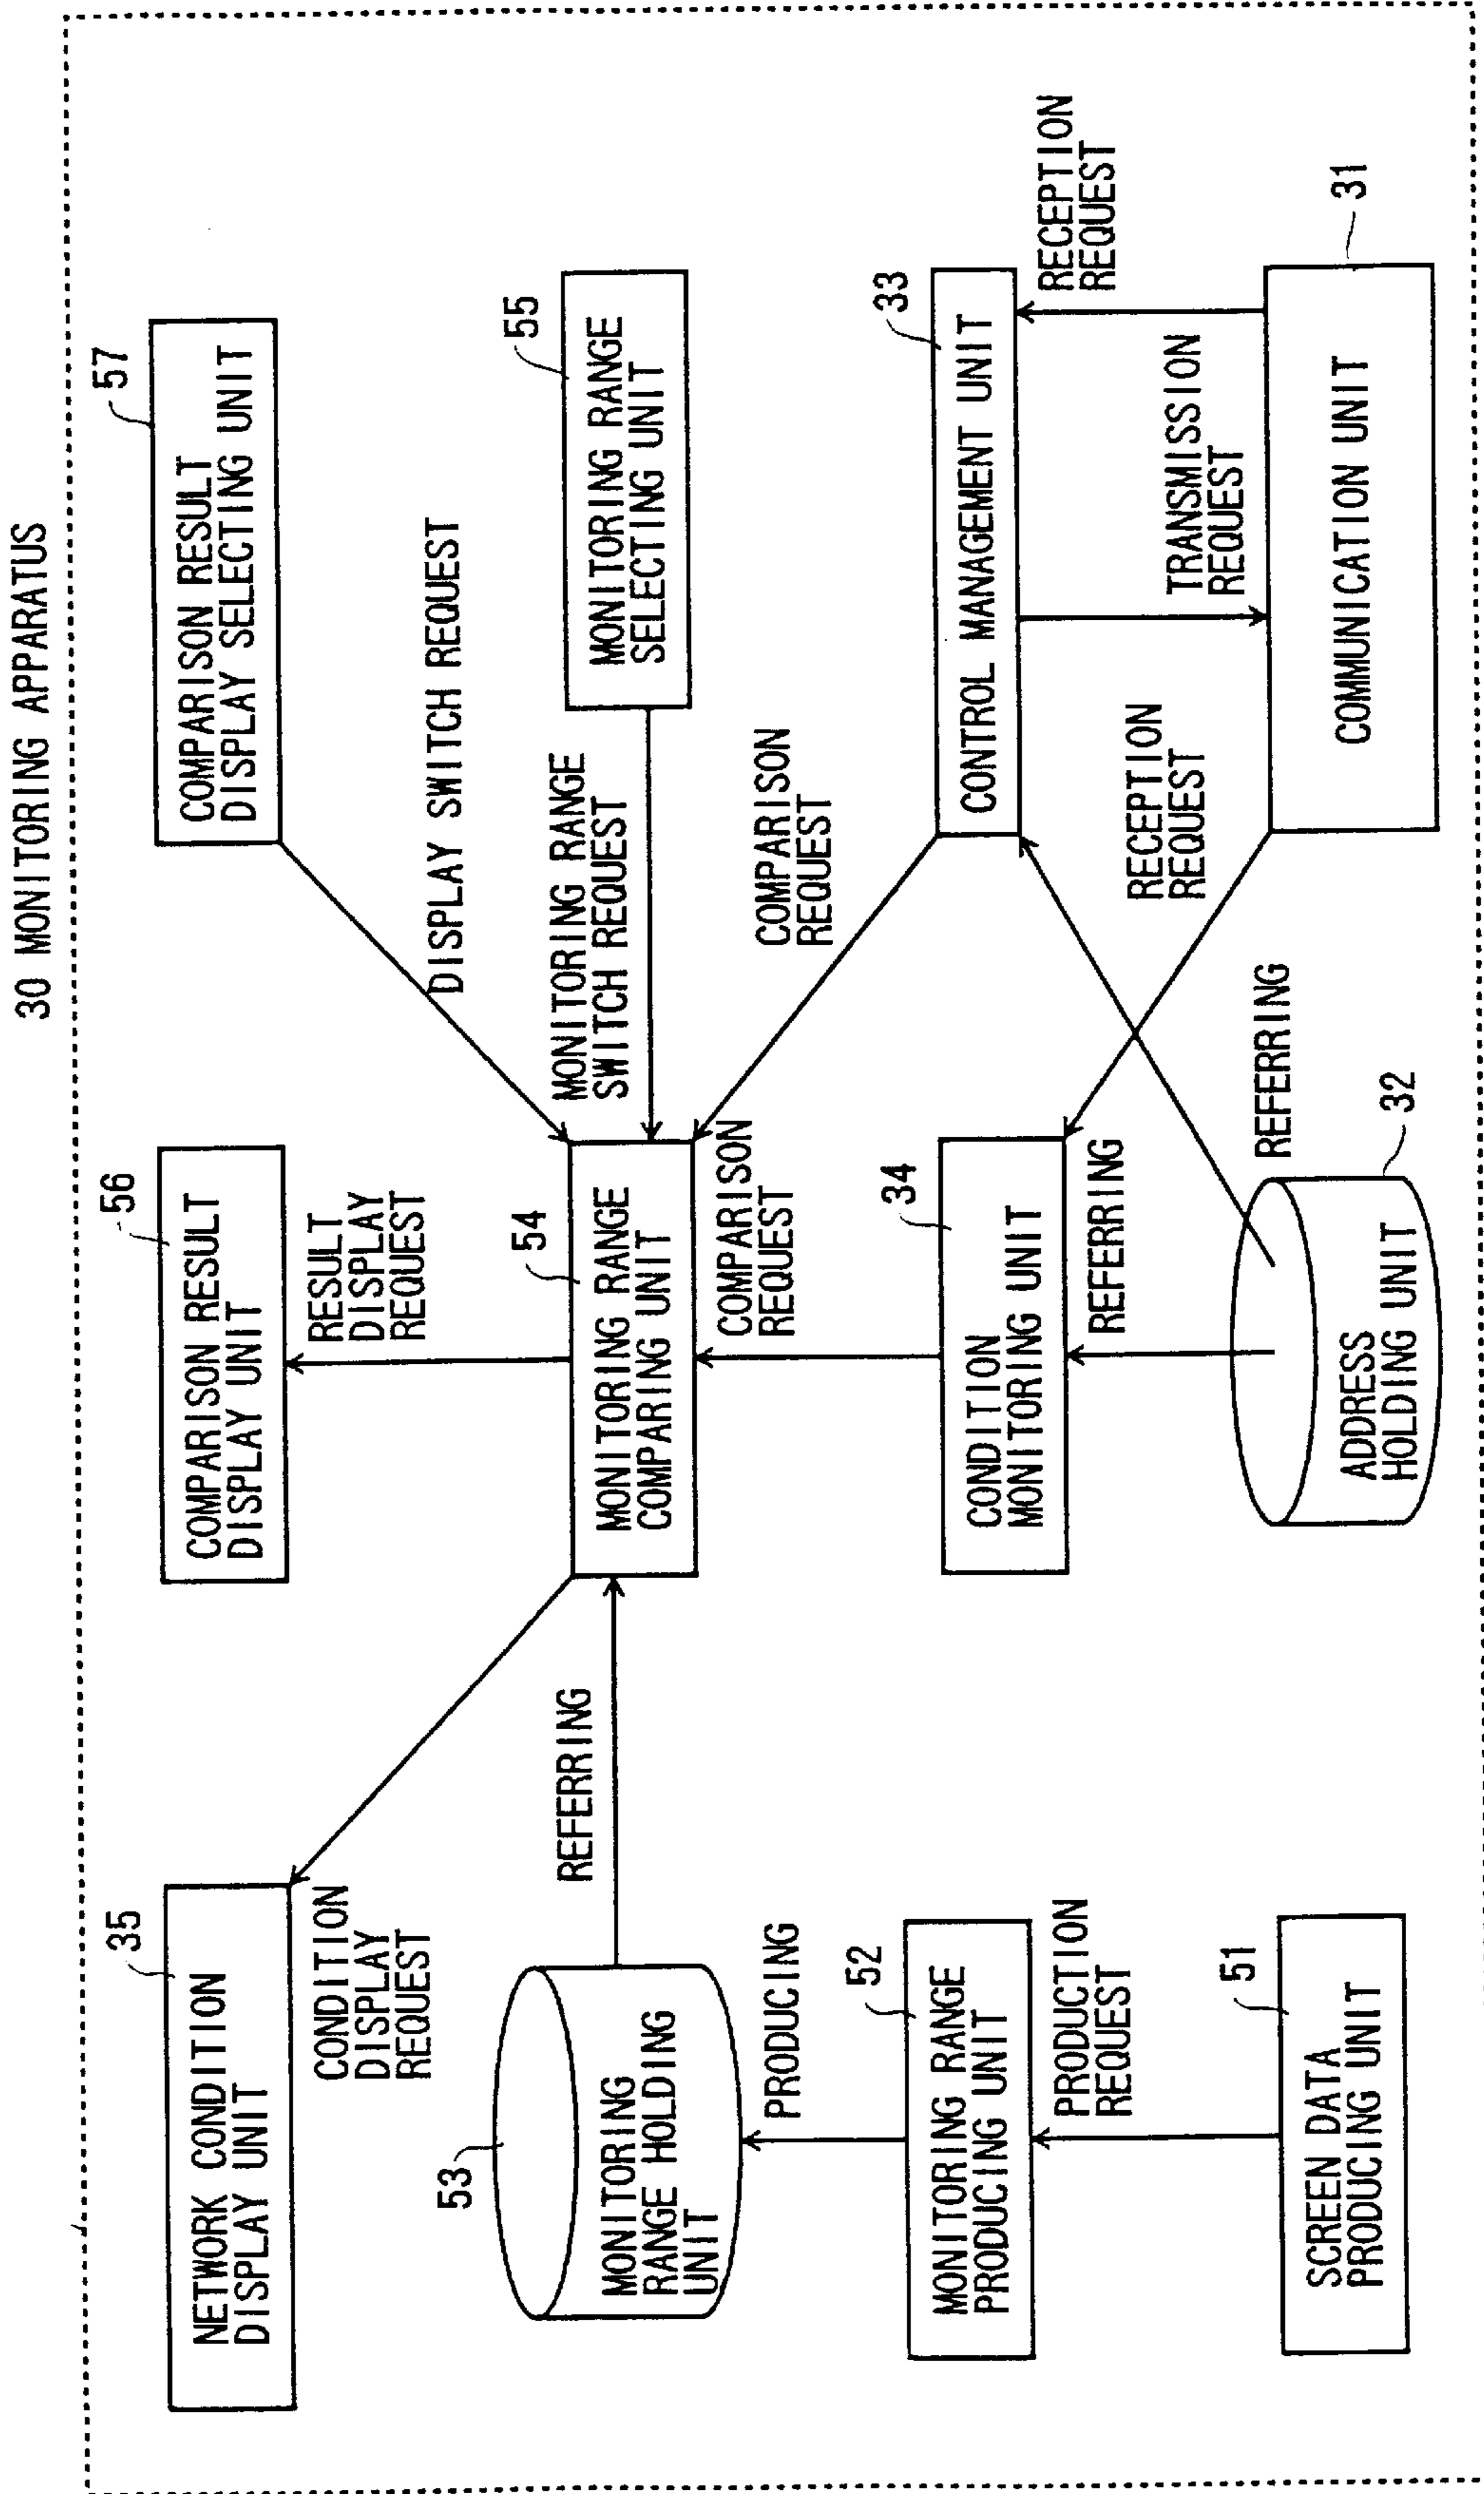 30 MONITORING APPARATUS
35
NETWORK CONDITION
DISPLAY UNIT
56
COMPARISON RESULT
DISPLAY UNIT
57
COMPARISON RESULT
DISPLAY SELECTING UNIT
CONDITION
DISPLAY
REQUEST
RESULT
DISPLAY
REQUEST
DISPLAY SWITCH REQUEST
53
MONITORING
RANGE HOLDING
UNIT
REFERRING
54
MONITORING RANGE
COMPARING UNIT
MONITORING RANGE
SWITCH REQUEST
55
MONITORING RANGE
SELECTING UNIT
PRODUCING
COMPARISON
REQUEST
COMPARISON
REQUEST
52
MONITORING RANGE
PRODUCING UNIT
34
CONDITION
MONITORING UNIT
33
CONTROL MANAGEMENT UNIT
PRODUCTION
REQUEST
REFERRING
RECEPTION
REQUEST
TRANSMISSION
REQUEST
RECEPTION
REQUEST
51
SCREEN DATA
PRODUCING UNIT
REFERRING
32
ADDRESS
HOLDING UNIT
31
COMMUNICATION UNIT